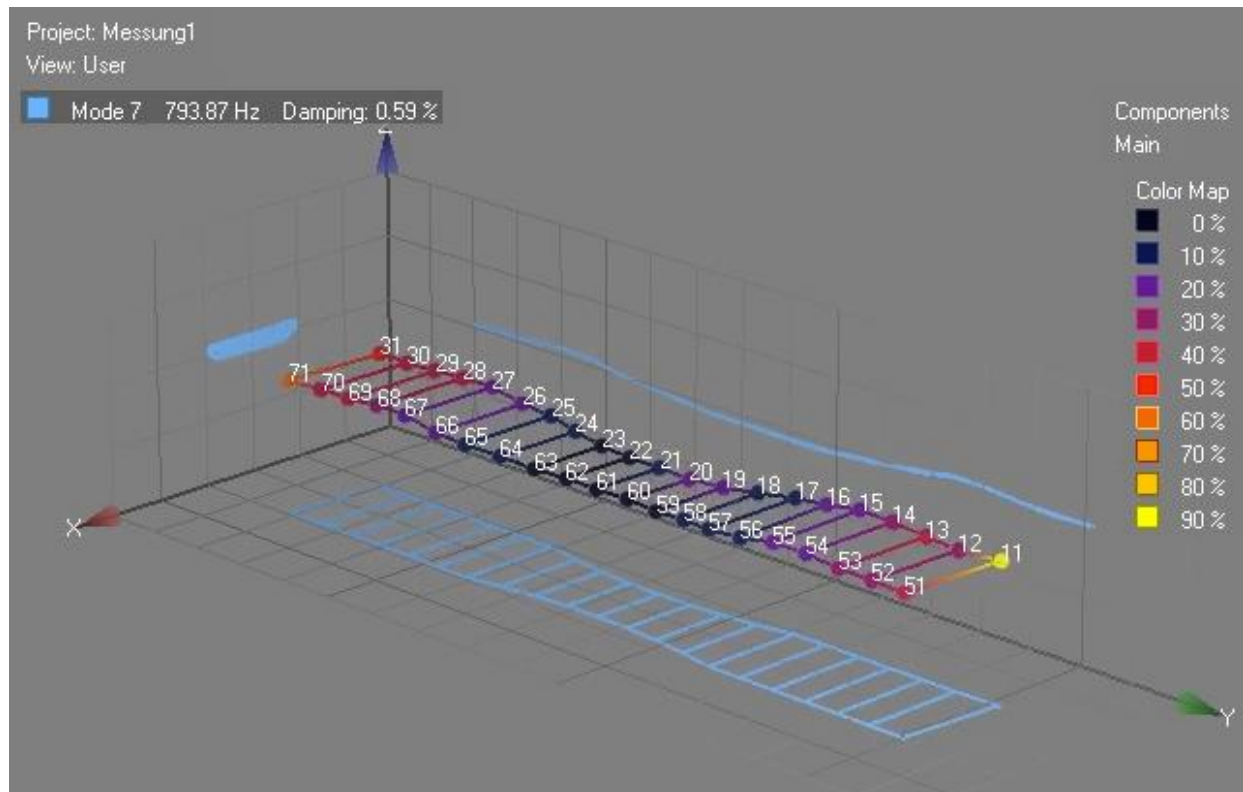 Project: Messung1
View: User
Mode 7 793.87 Hz Damping: 0.59 %
Components
Main
Color Map
0 %
10 %
20 %
30 %
40 %
50 %
60 %
70 %
80 %
90 %
Z
31 30 29 28 27 26 25 24 23 22 21 20 19 18 17 16 15 14 13 12 11
71 70 69 68 67 66 65 64 63 62 61 60 59 58 57 56 55 54 53 52 51
X
Y